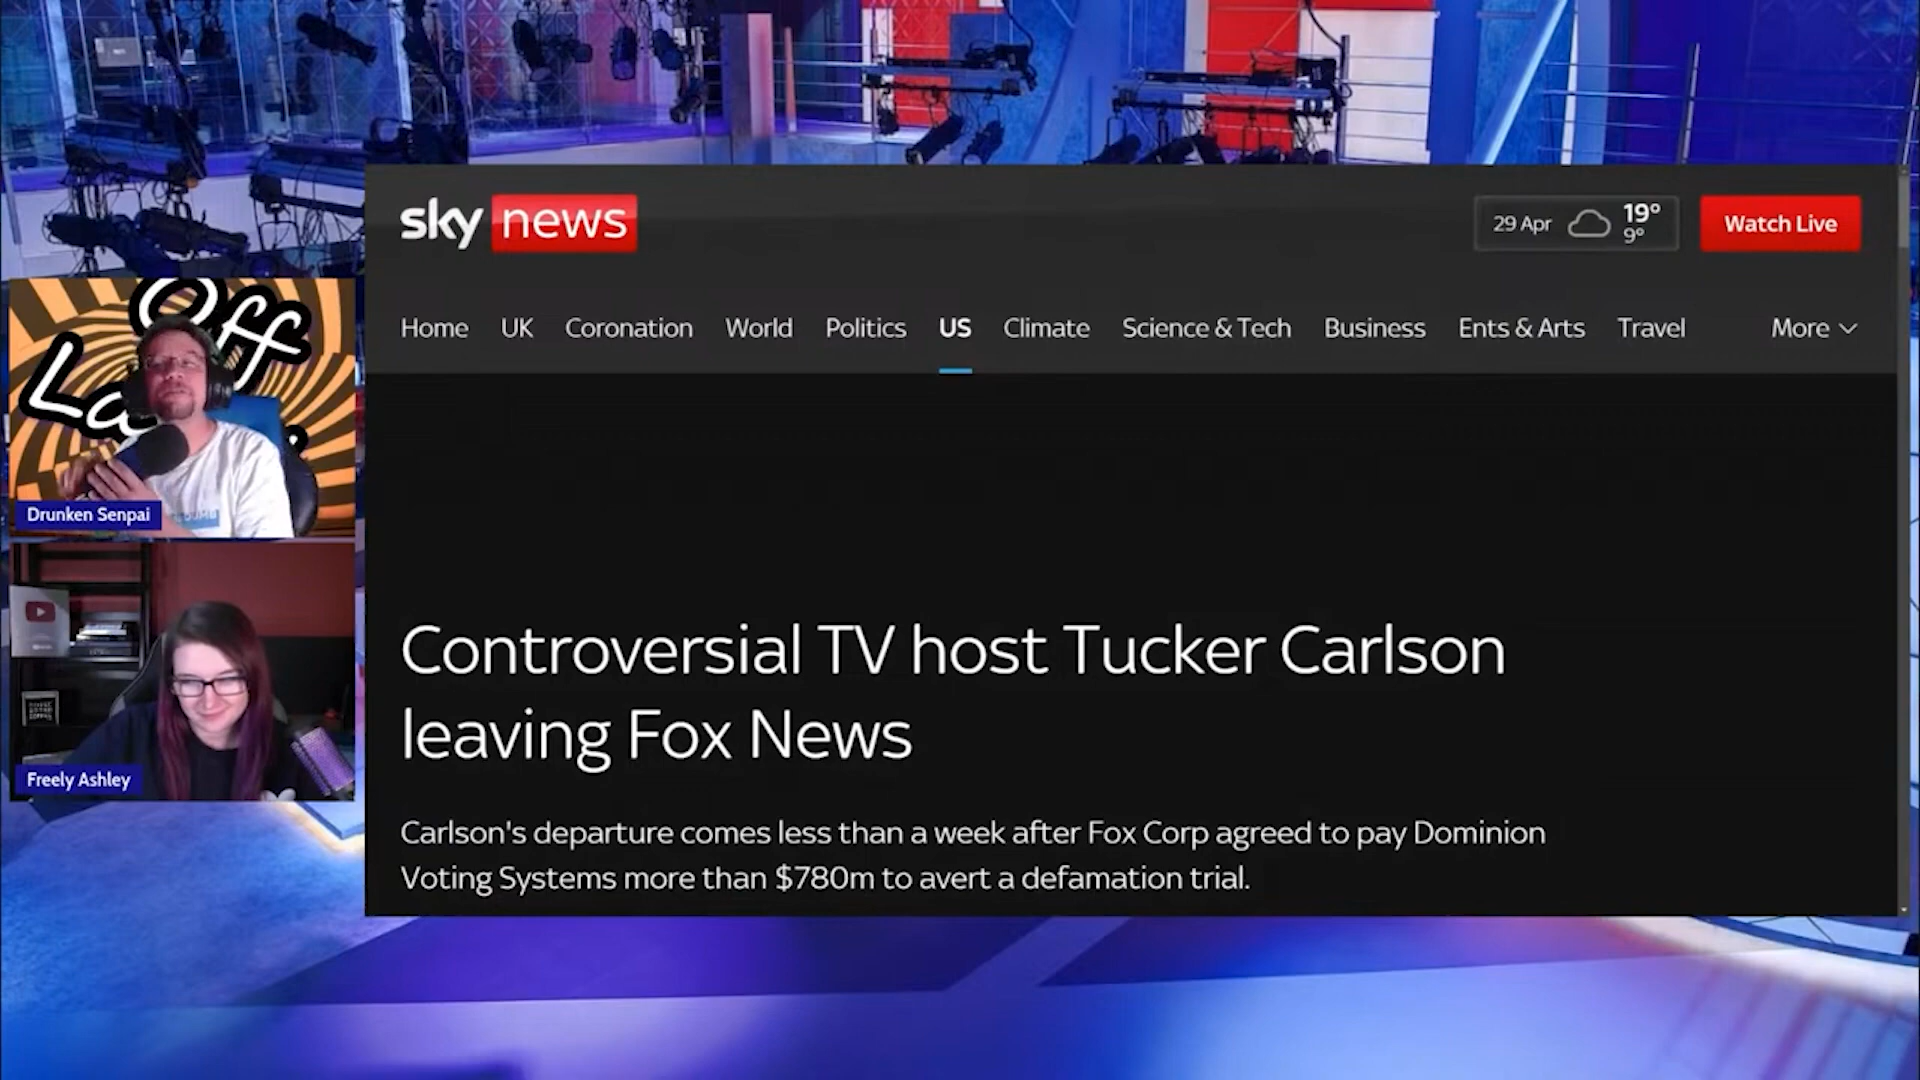 sky news
29 Apr
19°
9°
Watch Live
Home UK Coronation World Politics US Climate Science & Tech Business Ents & Arts Travel More
Off
Drunken Senpai
Freely Ashley
Controversial TV host Tucker Carlson
leaving Fox News
Carlson's departure comes less than a week after Fox Corp agreed to pay Dominion
Voting Systems more than $780m to avert a defamation trial.